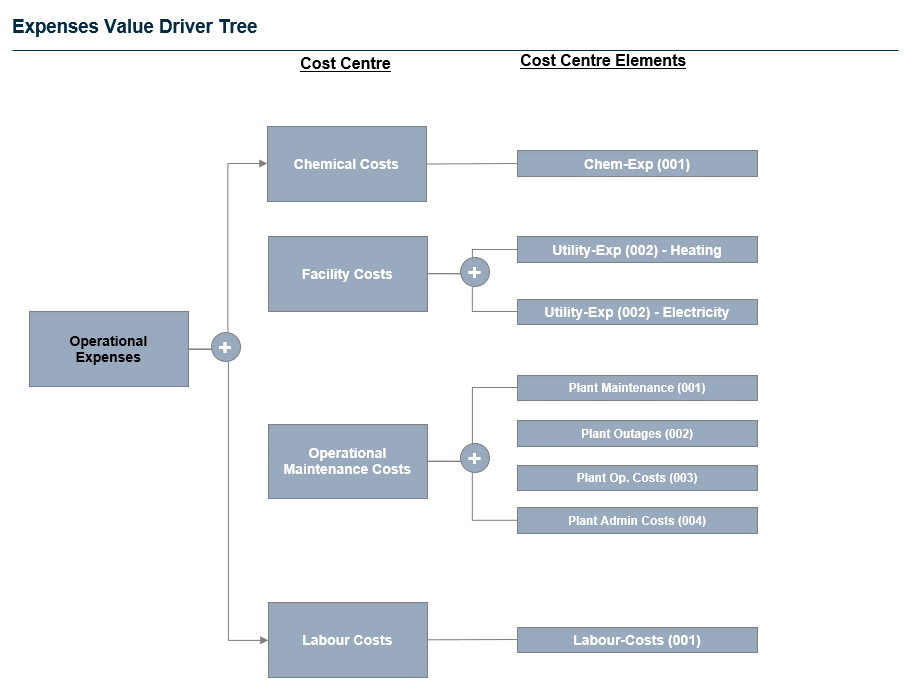 Expenses Value Driver Tree
Cost Centre
Cost Centre Elements
Chemical Costs
Chem-Exp (001)
Facility Costs
+
Utility-Exp (002) - Heating
Utility-Exp (002) - Electricity
Operational
Expenses
+
Operational
Maintenance Costs
+
Plant Maintenance (001)
Plant Outages (002)
Plant Op. Costs (003)
Plant Admin Costs (004)
Labour Costs
Labour-Costs (001)